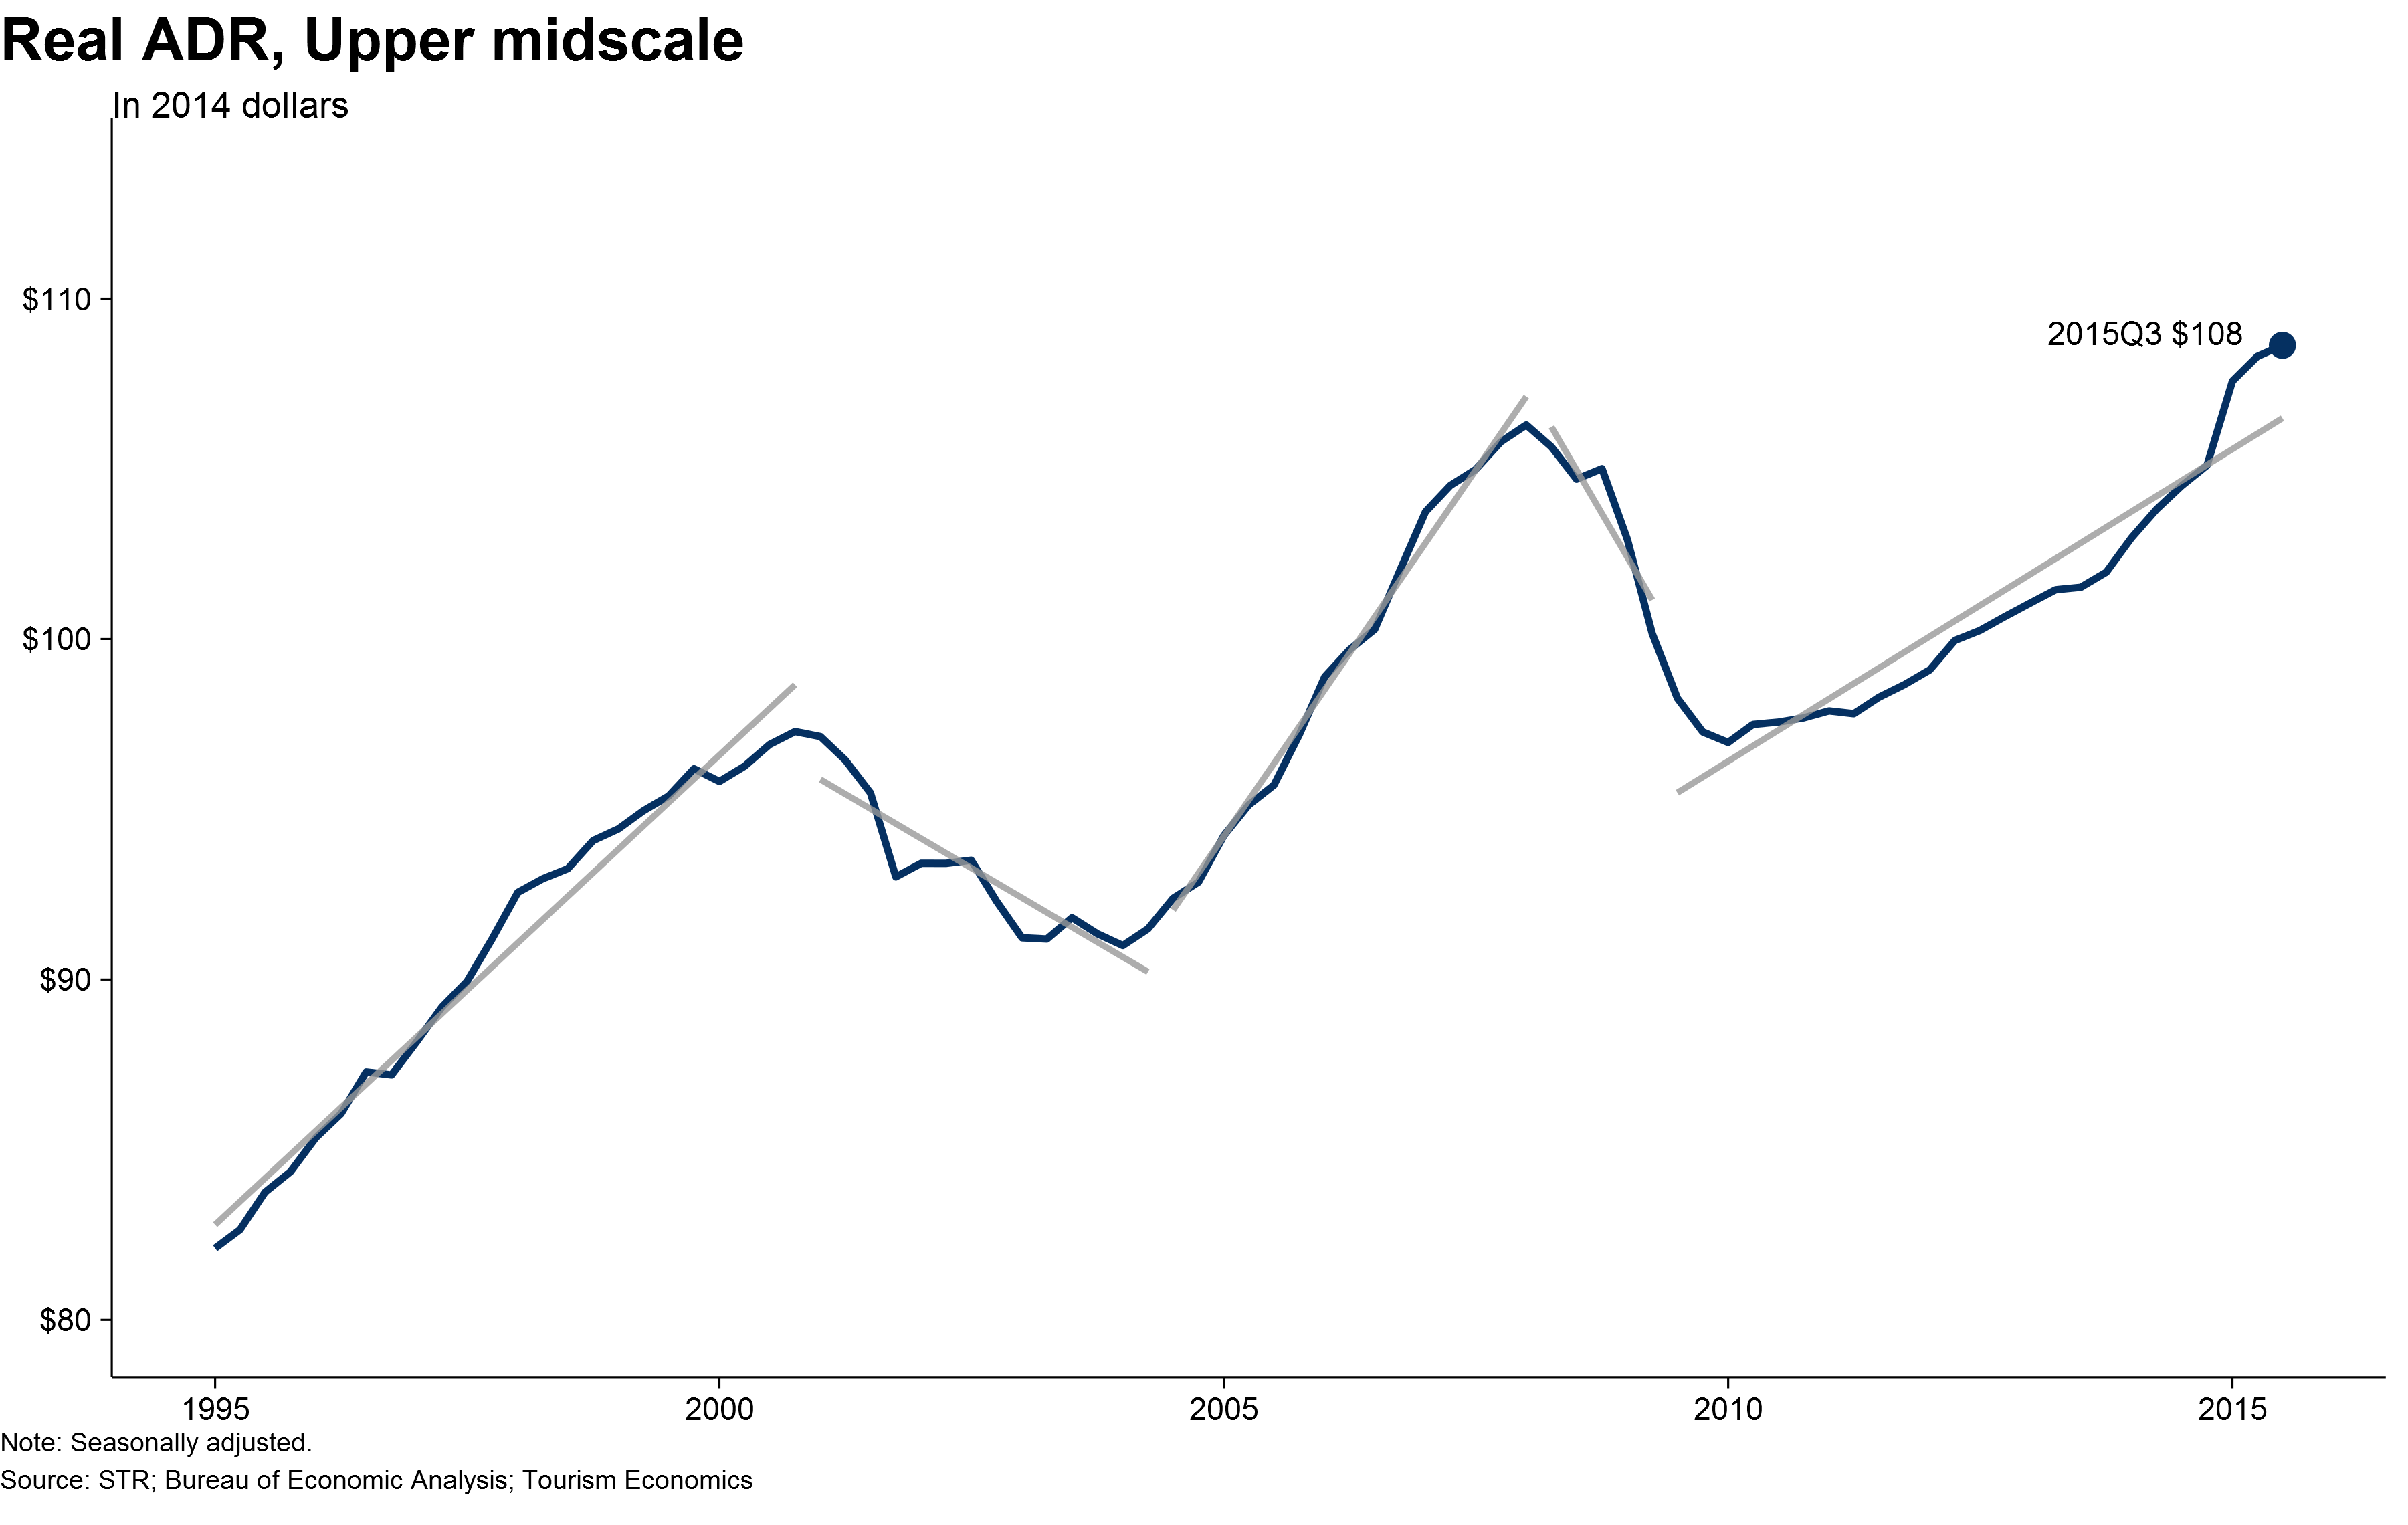 Real ADR, Upper midscale
In 2014 dollars
$110
2015Q3 $108
$100
$90
$80
1995 2000 2005 2010 2015
Note: Seasonally adjusted.
Source: STR; Bureau of Economic Analysis; Tourism Economics